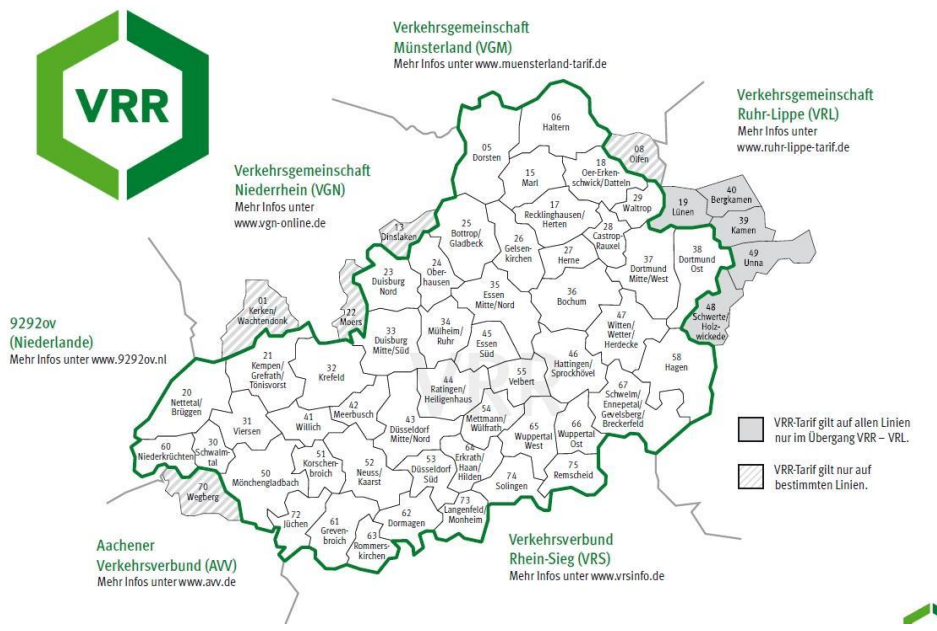 VRR
Verkehrsgemeinschaft
Münsterland (VGM)
Mehr Infos unter www.muensterland-tarif.de
Verkehrsgemeinschaft
Ruhr-Lippe (VRL)
Mehr Infos unter
www.ruhr-lippe-tarif.de
Verkehrsgemeinschaft
Niederrhein (VGN)
Mehr Infos unter
www.vgn-online.de
9292ov
(Niederlande)
Mehr Infos unter www.9292ov.nl
06
Haltern
05
Dorsten
08
Olfen
15
Marl
18
Oer-Erken-
schwick/Datteln
29
Waltrop
19
Lünen
40
Bergkamen
39
Kamen
49
Unna
13
Dinslaken
25
Bottrop/
Gladbeck
17
Recklinghausen/
Herten
26
Gelsen-
kirchen
27
Herne
28
Castrop-
Rauxel
37
Dortmund
Mitte/West
38
Dortmund
Ost
48
Schwerte/
Holz-
wickede
01
Kerken/
Wachtendonk
22
Moers
23
Duisburg
Nord
24
Ober-
hausen
35
Essen
Mitte/Nord
36
Bochum
33
Duisburg
Mitte/Süd
34
Mülheim/
Ruhr
45
Essen
Süd
47
Witten/
Wetter/
Herdecke
21
Kempen/
Grefrath/
Tönisvorst
32
Krefeld
46
Hattingen/
Sprockhövel
58
Hagen
VRR
20
Nettetal/
Brüggen
31
Viersen
41
Willich
42
Meerbusch
43
Düsseldorf
Mitte/Nord
44
Ratingen/
Heiligenhaus
55
Velbert
54
Mettmann/
Wülfrath
67
Schwelm/
Ennepetal/
Gevelsberg/
Breckerfeld
60
Niederkrüchten
30
Schwalm-
tal
50
Mönchengladbach
51
Korschen-
broich
52
Neuss/
Kaarst
53
Düsseldorf
Süd
64
Erkrath/
Haan/
Hilden
65
Wuppertal
West
66
Wuppertal
Ost
70
Wegberg
74
Solingen
75
Remscheid
72
Jüchen
61
Greven-
broich
63
Rommers-
kirchen
62
Dormagen
73
Langenfeld/
Monheim
VRR-Tarif gilt auf allen Linien
nur im Übergang VRR – VRL.
VRR-Tarif gilt nur auf
bestimmten Linien.
Aachener
Verkehrsverbund (AVV)
Mehr Infos unter www.avv.de
Verkehrsverbund
Rhein-Sieg (VRS)
Mehr Infos unter www.vrsinfo.de